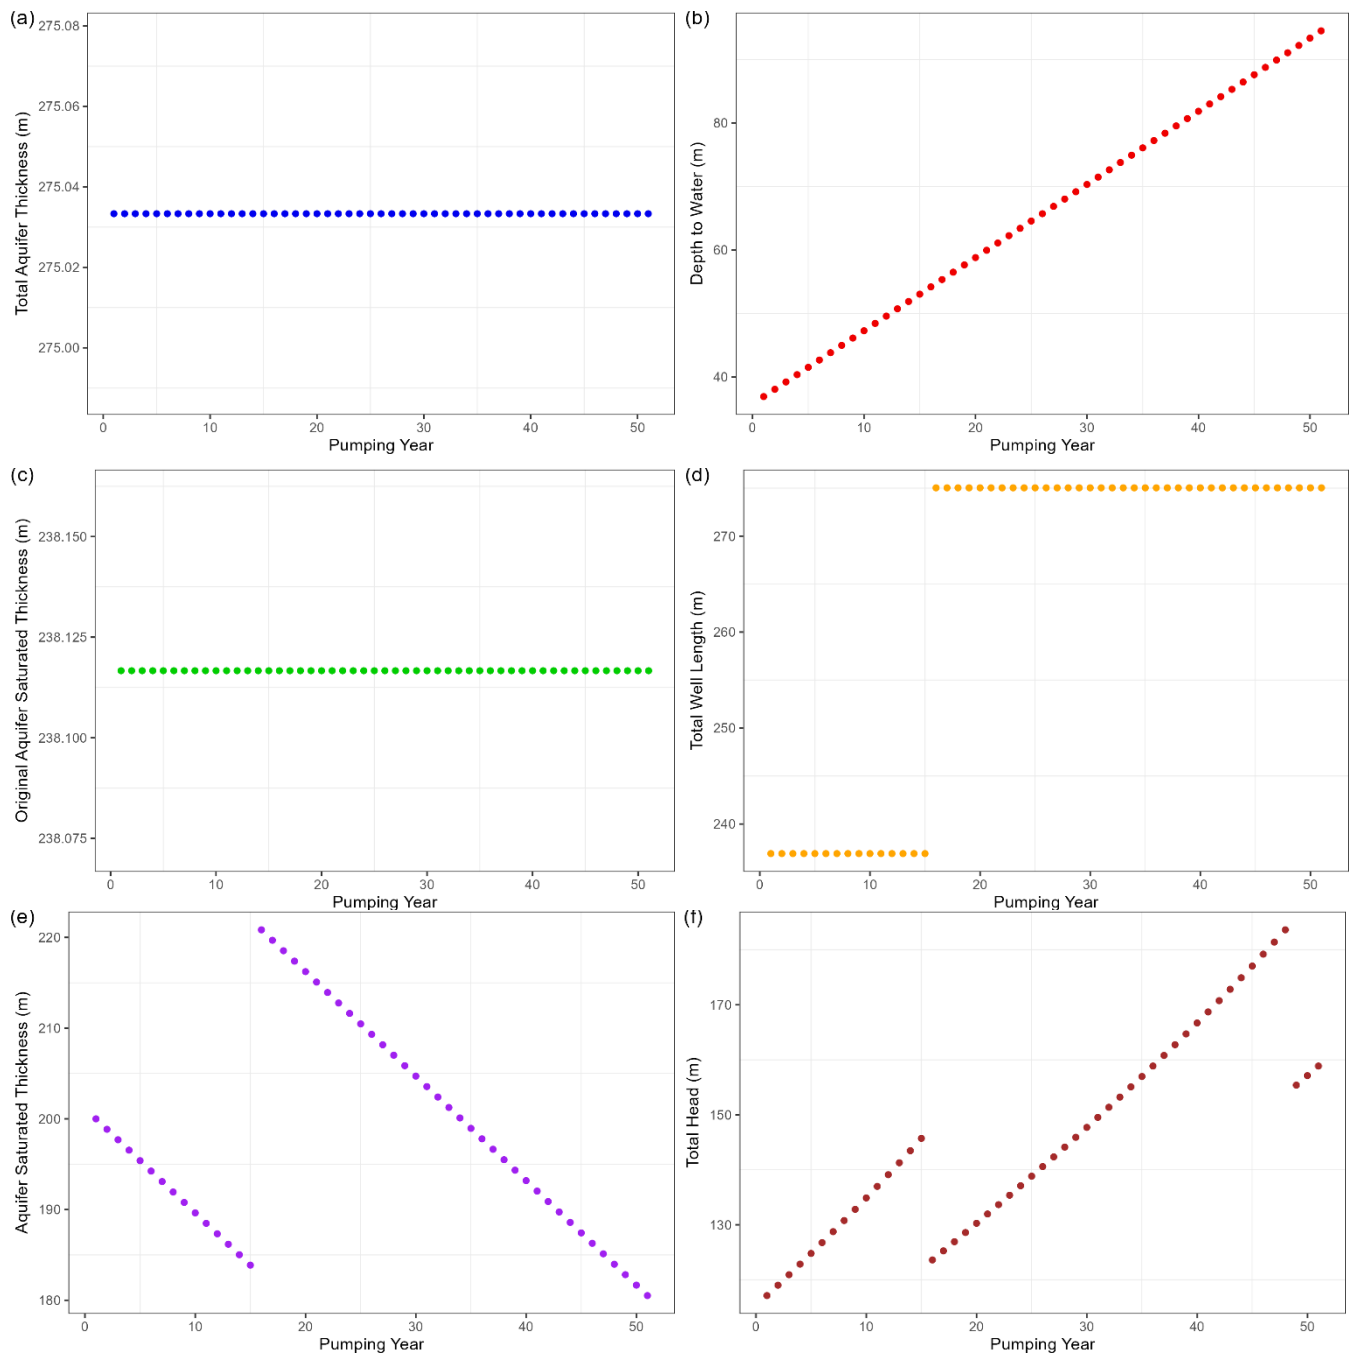 (a)
Total Aquifer Thickness (m)
275.08
275.06
275.04
275.02
275.00
0 10 20 30 40 50
Pumping Year
(b)
Depth to Water (m)
80
60
40
0 10 20 30 40 50
Pumping Year
(c)
Original Aquifer Saturated Thickness (m)
238.150
238.125
238.100
238.075
0 10 20 30 40 50
Pumping Year
(d)
Total Well Length (m)
270
260
250
240
0 10 20 30 40 50
Pumping Year
(e)
Aquifer Saturated Thickness (m)
220
210
200
190
180
0 10 20 30 40 50
Pumping Year
(f)
Total Head (m)
170
150
130
0 10 20 30 40 50
Pumping Year